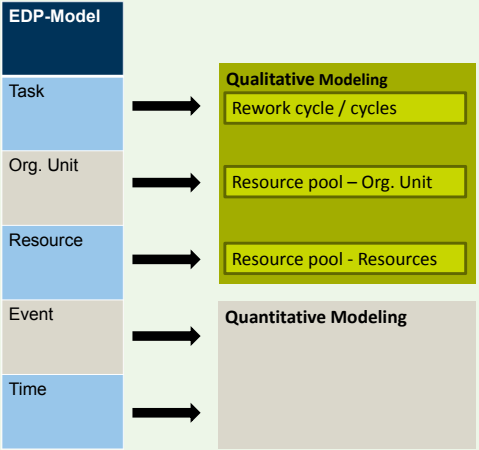 EDP-Model
Task
Org. Unit
Resource
Event
Time
Qualitative Modeling
Rework cycle / cycles
Resource pool – Org. Unit
Resource pool - Resources
Quantitative Modeling